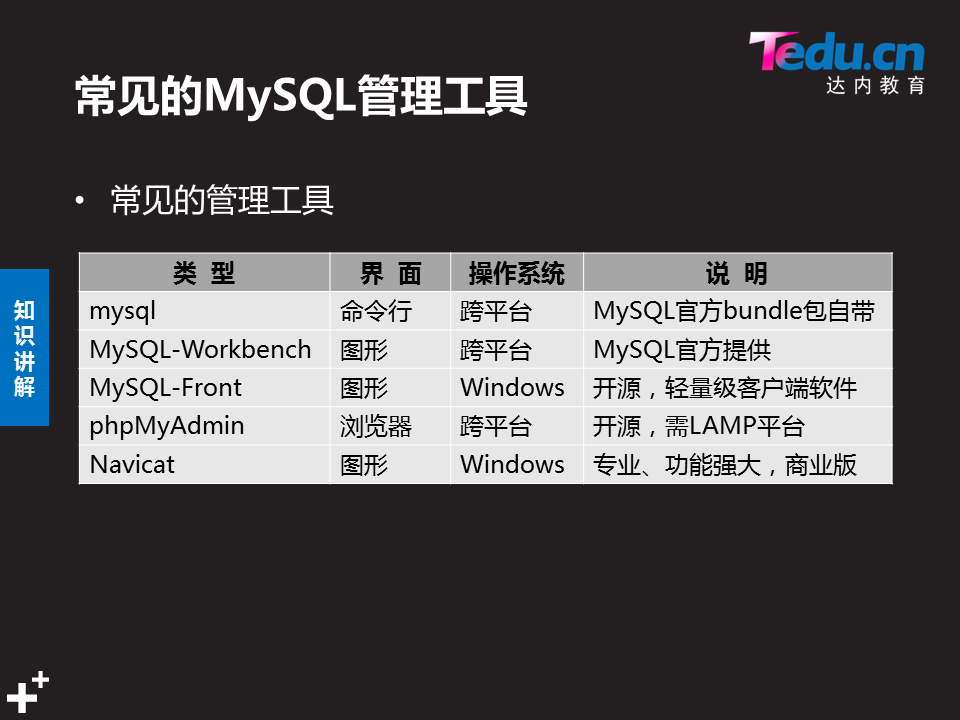 Tedu.cn
达内教育
常见的MySQL管理工具
• 常见的管理工具
知识讲解
类 型 界 面 操作系统 说 明
mysql 命令行 跨平台 MySQL官方bundle包自带
MySQL-Workbench 图形 跨平台 MySQL官方提供
MySQL-Front 图形 Windows 开源，轻量级客户端软件
phpMyAdmin 浏览器 跨平台 开源，需LAMP平台
Navicat 图形 Windows 专业、功能强大，商业版